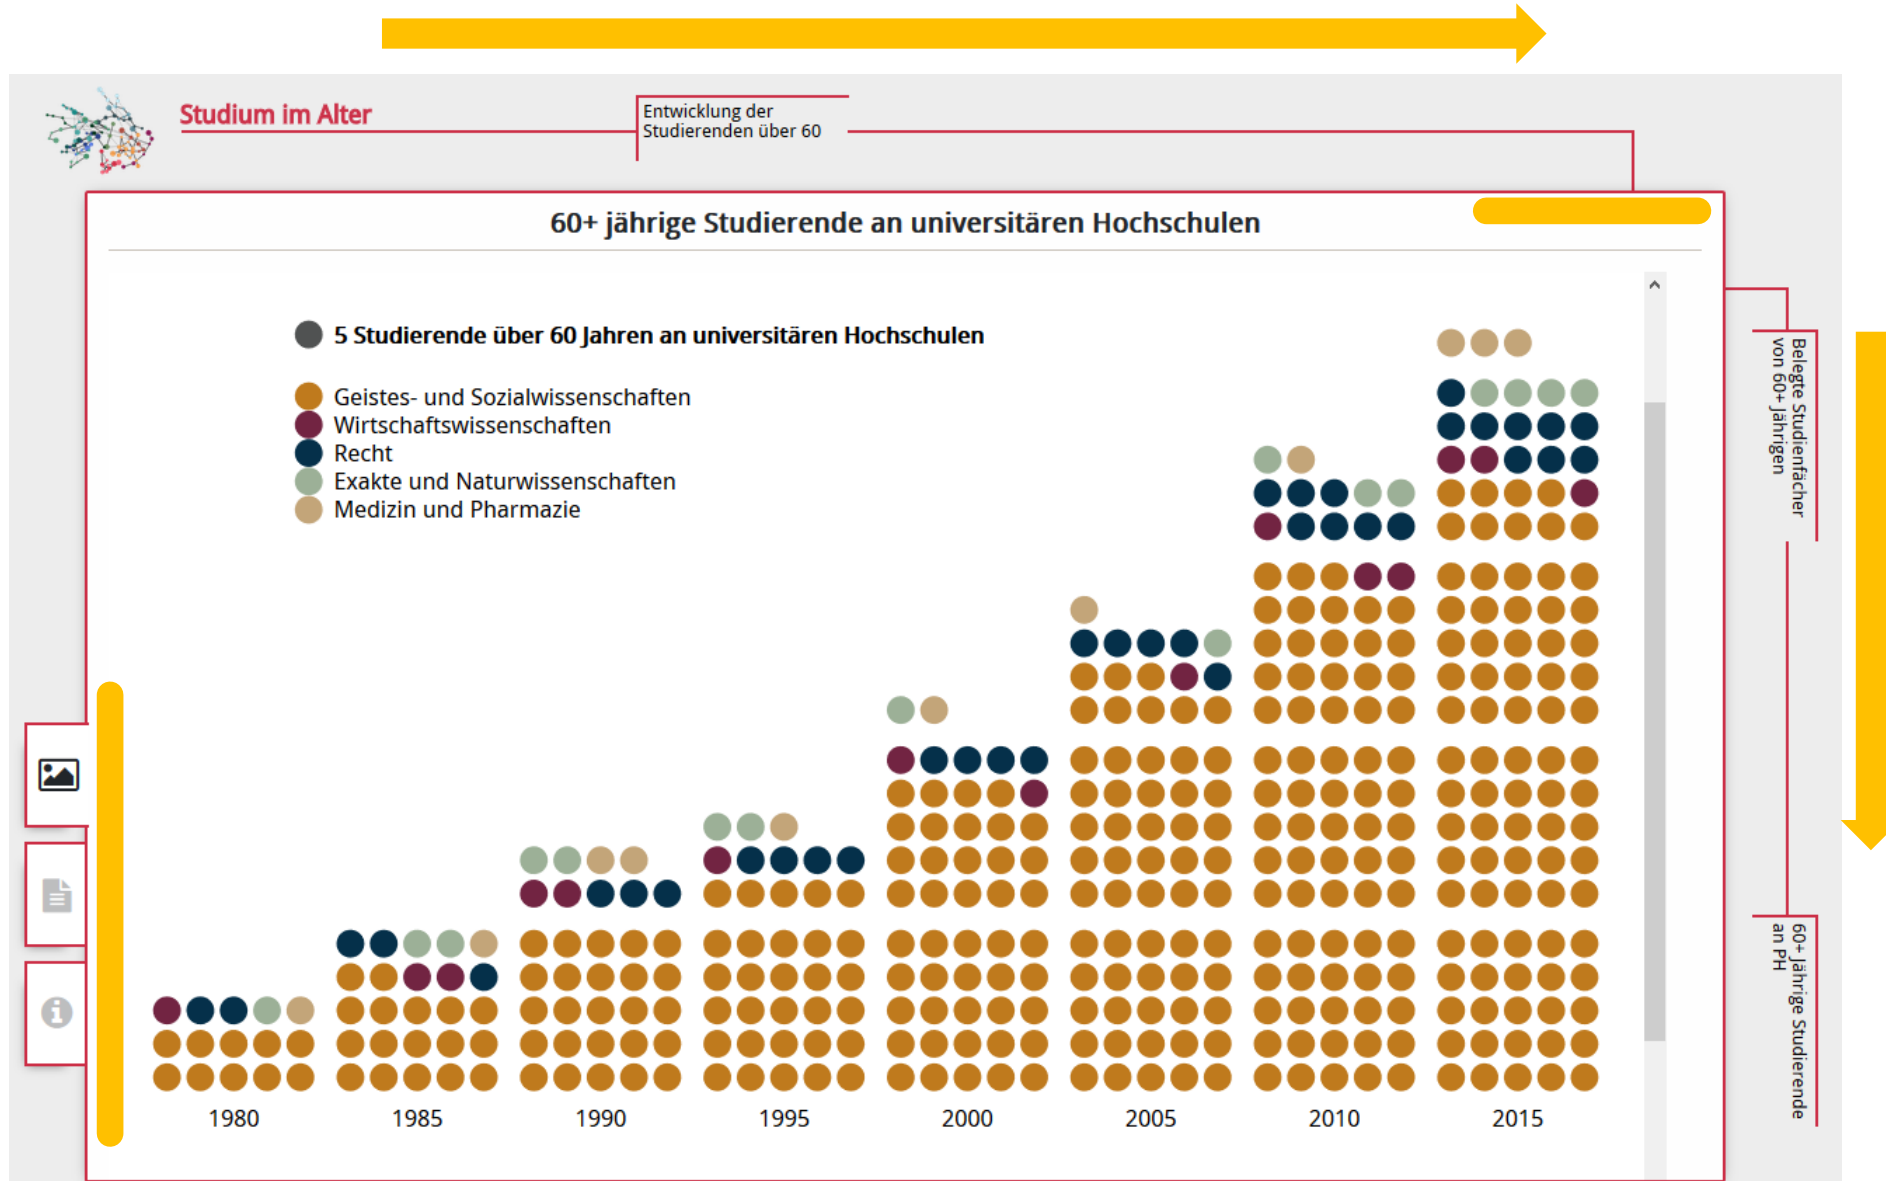 Studium im Alter
Entwicklung der
Studierenden über 60
60+ jährige Studierende an universitären Hochschulen
5 Studierende über 60 Jahren an universitären Hochschulen
Geistes- und Sozialwissenschaften
Wirtschaftswissenschaften
Recht
Exakte und Naturwissenschaften
Medizin und Pharmazie
1980
1985
1990
1995
2000
2005
2010
2015
Belegte Studienfächer
von 60+ Jährigen
60+ Jährige Studierende
an PH